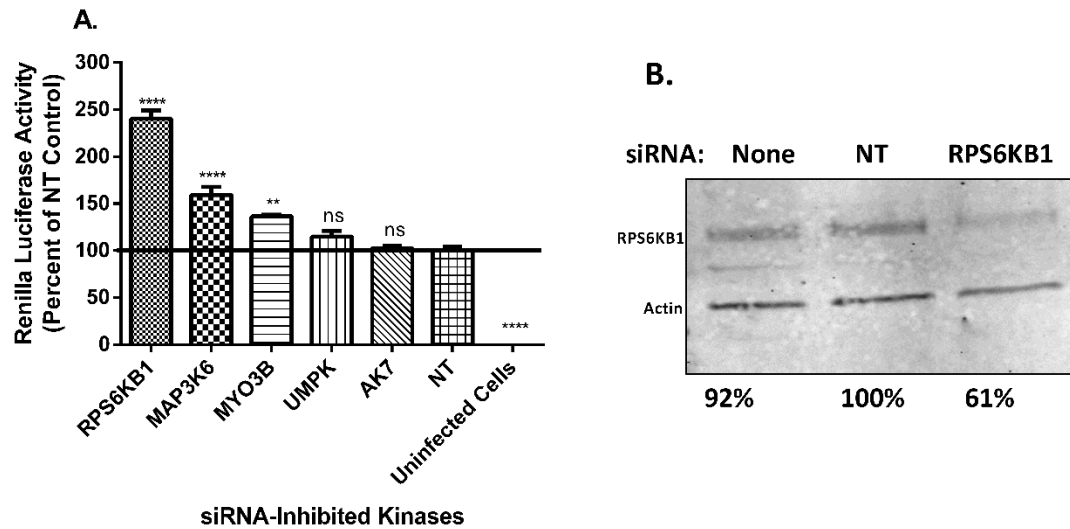 A.
Renilla Luciferase Activity
(Percent of NT Control)
300
250
200
150
100
50
0
****
****
**
ns
ns
****
RPS6KB1
MAP3K6
MYO3B
UMPK
AK7
NT
Uninfected Cells
siRNA-Inhibited Kinases
B.
siRNA: None NT RPS6KB1
RPS6KB1
Actin
92% 100% 61%